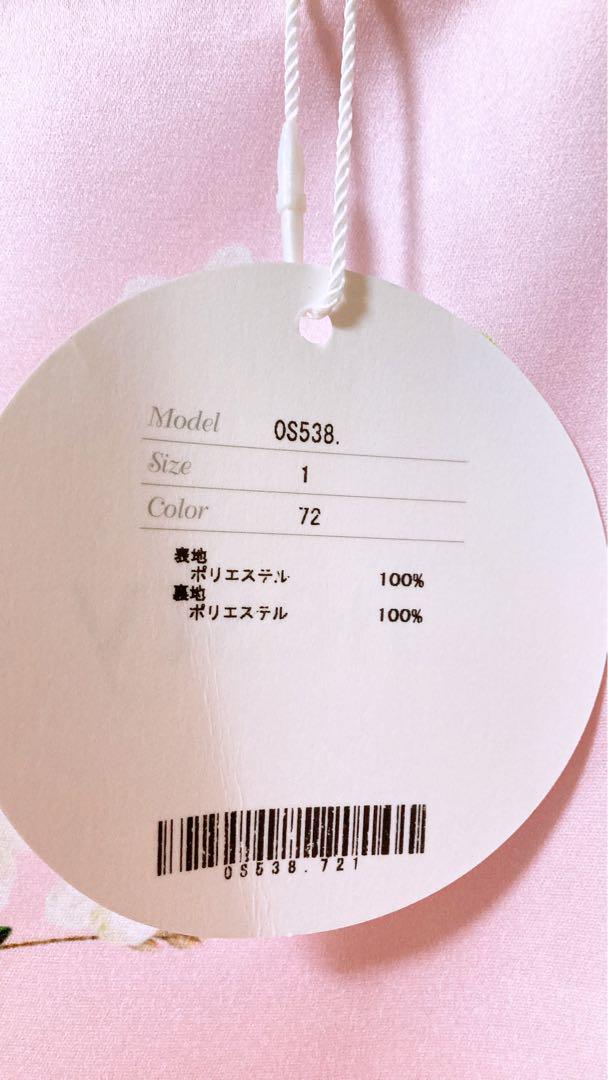 Model OS538.
Size 1
Color 72
表地
ポリエステル 100%
裏地
ポリエステル 100%
OS538.721